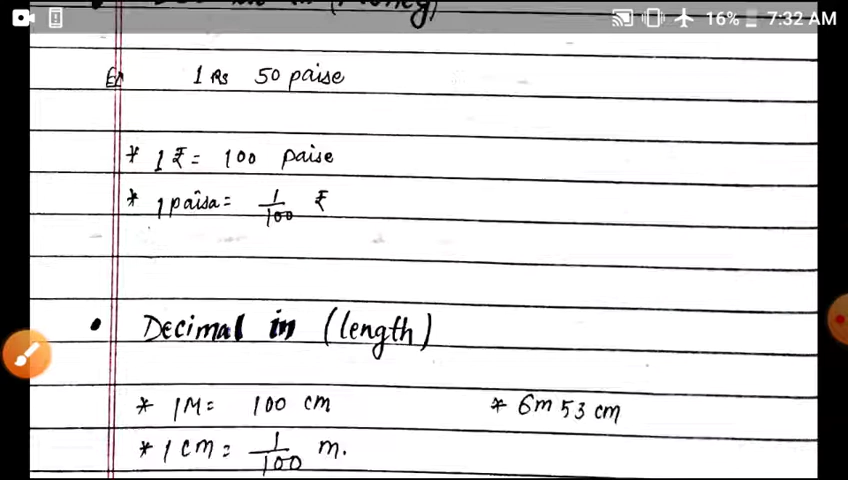 16% 7:32 AM
(Money)
Ex 1 Rs 50 paise
* 1 ₹ = 100 paise
* 1 paisa = 1/100 ₹
• Decimal in (length)
* 1M = 100 cm * 6m 53 cm
* 1 cm = 1/100 m.